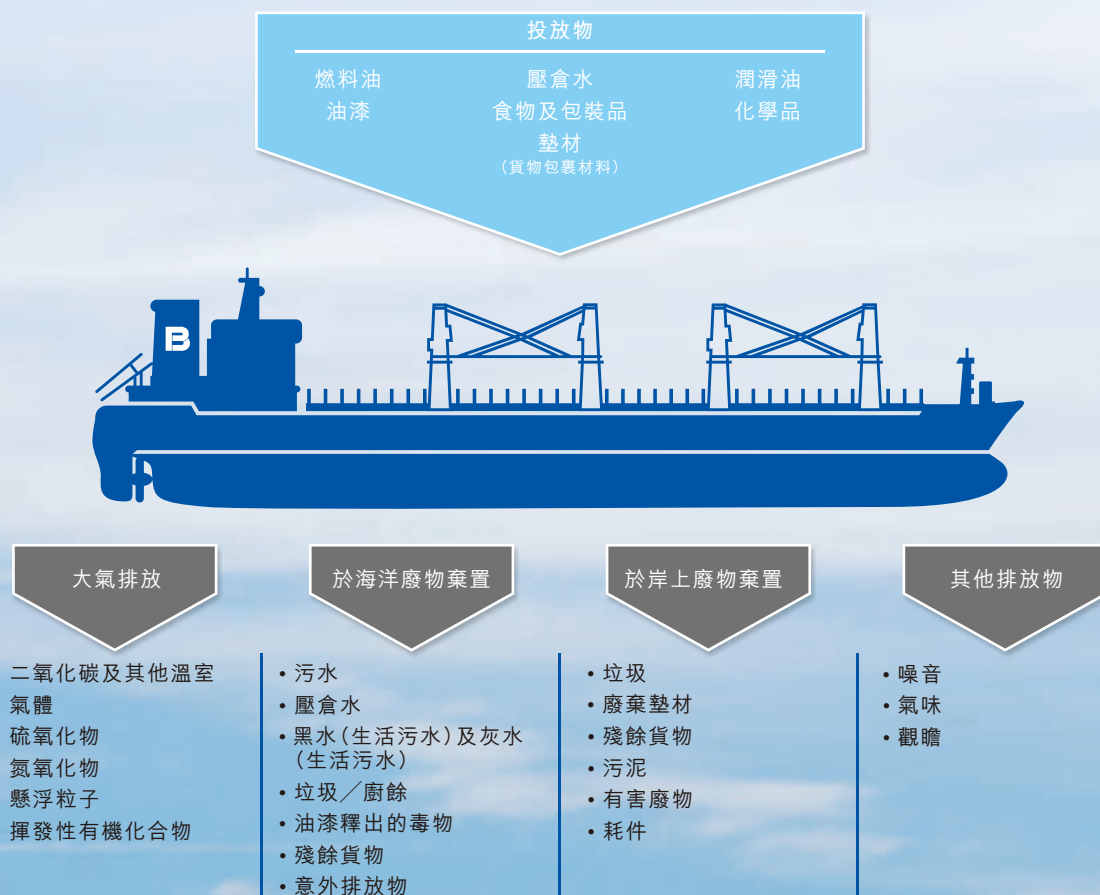 投放物
燃料油
油漆
壓倉水
食物及包裝品
墊材
（貨物包裹材料）
潤滑油
化學品
B
大氣排放
二氧化碳及其他溫室
氣體
硫氧化物
氮氧化物
懸浮粒子
揮發性有機化合物
於海洋廢物棄置
• 污水
• 壓倉水
• 黑水（生活污水）及灰水
（生活污水）
• 垃圾／廚餘
• 油漆釋出的毒物
• 殘餘貨物
• 意外排放物
於岸上廢物棄置
• 垃圾
• 廢棄墊材
• 殘餘貨物
• 污泥
• 有害廢物
• 耗件
其他排放物
• 噪音
• 氣味
• 觀瞻